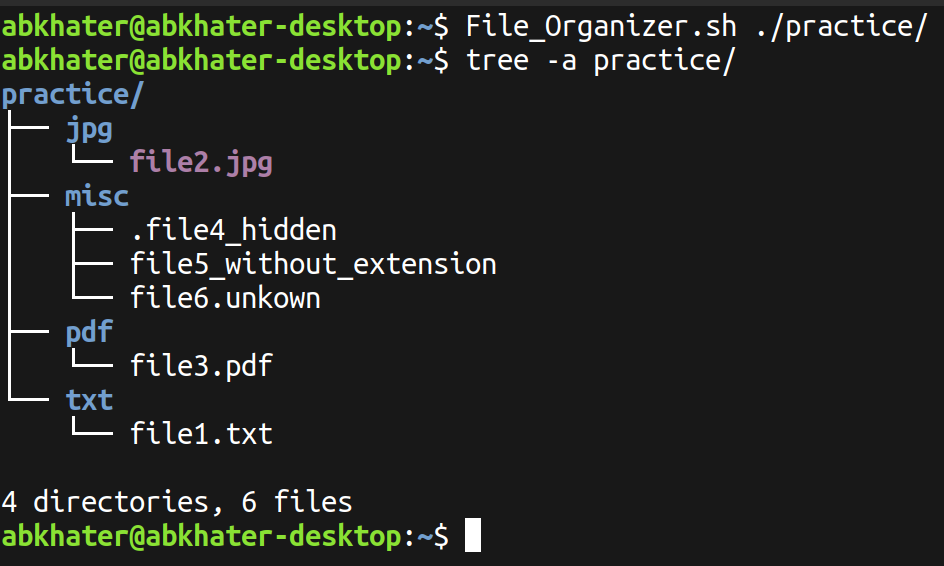 abkhater@abkhater-desktop:~$ File_Organizer.sh ./practice/
abkhater@abkhater-desktop:~$ tree -a practice/
practice/
├── jpg
│   └── file2.jpg
├── misc
│   ├── .file4_hidden
│   ├── file5_without_extension
│   └── file6.unkown
├── pdf
│   └── file3.pdf
└── txt
    └── file1.txt

4 directories, 6 files
abkhater@abkhater-desktop:~$